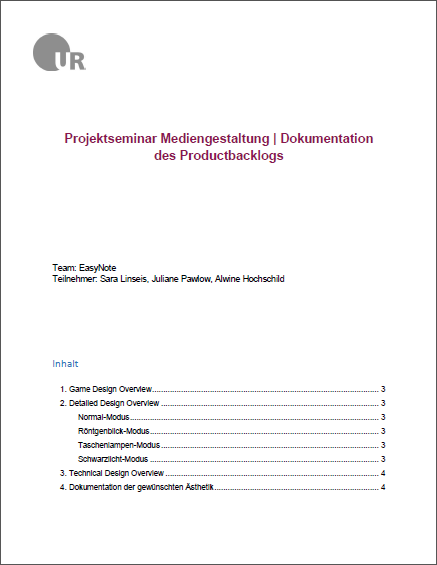 UR
Projektseminar Mediengestaltung | Dokumentation
des Productbacklogs
Team: EasyNote
Teilnehmer: Sara Linseis, Juliane Pawlow, Alwine Hochschild
Inhalt
1. Game Design Overview 3
2. Detailed Design Overview 3
Normal-Modus 3
Röntgenblick-Modus 3
Taschenlampen-Modus 3
Schwarzlicht-Modus 3
3. Technical Design Overview 4
4. Dokumentation der gewünschten Ästhetik 4